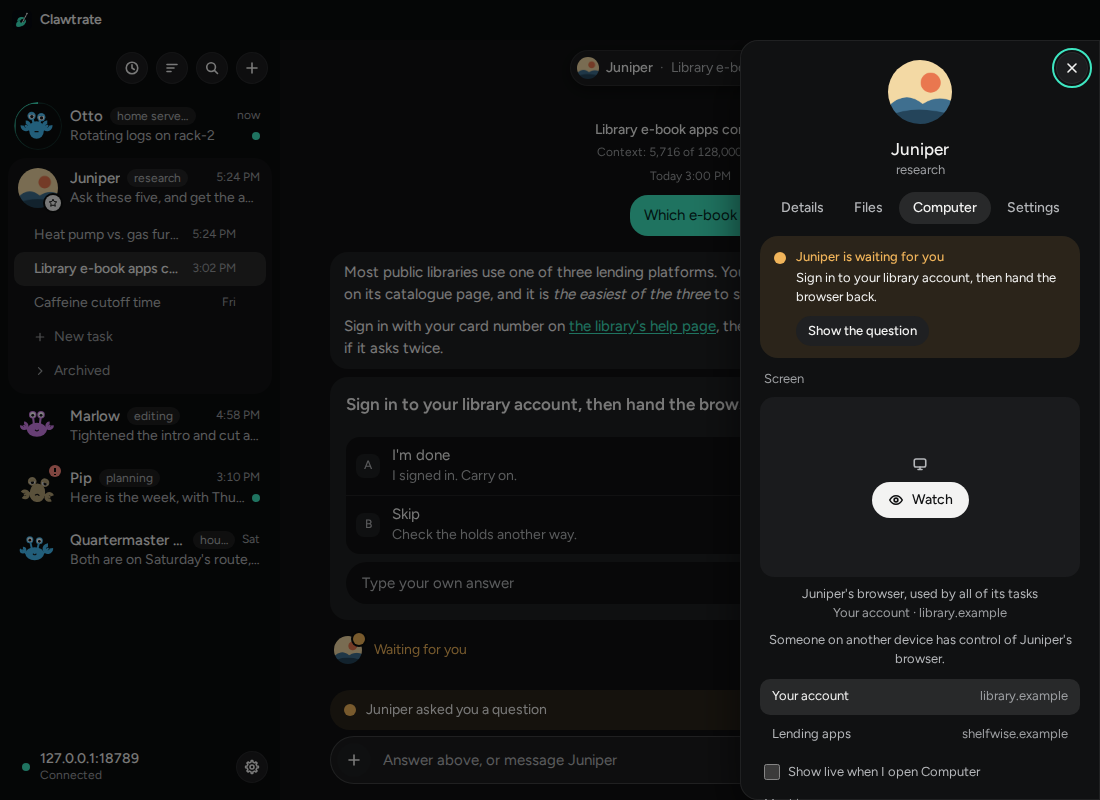 Clawtrate
Otto home serve... now
Rotating logs on rack-2
Juniper research 5:24 PM
Ask these five, and get the a...
Heat pump vs. gas fur... 5:24 PM
Library e-book apps c... 3:02 PM
Caffeine cutoff time Fri
New task
Archived
Marlow editing 4:58 PM
Tightened the intro and cut a...
Pip planning 3:10 PM
Here is the week, with Thu...
Quartermaster ... hou... Sat
Both are on Saturday's route,...
127.0.0.1:18789
Connected
Juniper · Library e-b
Library e-book apps co
Context: 5,716 of 128,000
Today 3:00 PM
Which e-book
Most public libraries use one of three lending platforms. You
on its catalogue page, and it is the easiest of the three to s
Sign in with your card number on the library's help page, the
if it asks twice.
Sign in to your library account, then hand the brow
A I'm done
I signed in. Carry on.
B Skip
Check the holds another way.
Type your own answer
Waiting for you
Juniper asked you a question
Answer above, or message Juniper
Juniper
research
Details Files Computer Settings
Juniper is waiting for you
Sign in to your library account, then hand the
browser back.
Show the question
Screen
Watch
Juniper's browser, used by all of its tasks
Your account · library.example
Someone on another device has control of Juniper's
browser.
Your account library.example
Lending apps shelfwise.example
Show live when I open Computer